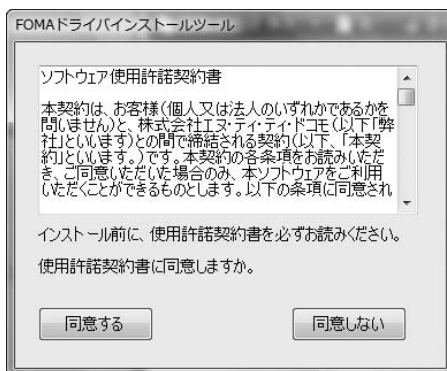 FOMAドライバインストールツール
ソフトウェア使用許諾契約書
本契約は、お客様(個人又は法人のいずれかであるかを
問いません)と、株式会社エヌ・ティ・ティ・ドコモ(以下「弊
社」といいます)との間で締結される契約(以下、「本契
約」といいます。)です。本契約の各条項をお読みいただ
き、ご同意いただいた場合のみ、本ソフトウェアをご利用
いただくことができるものとします。以下の条項に同意され
インストール前に、使用許諾契約書を必ずお読みください。
使用許諾契約書に同意しますか。
同意する
同意しない